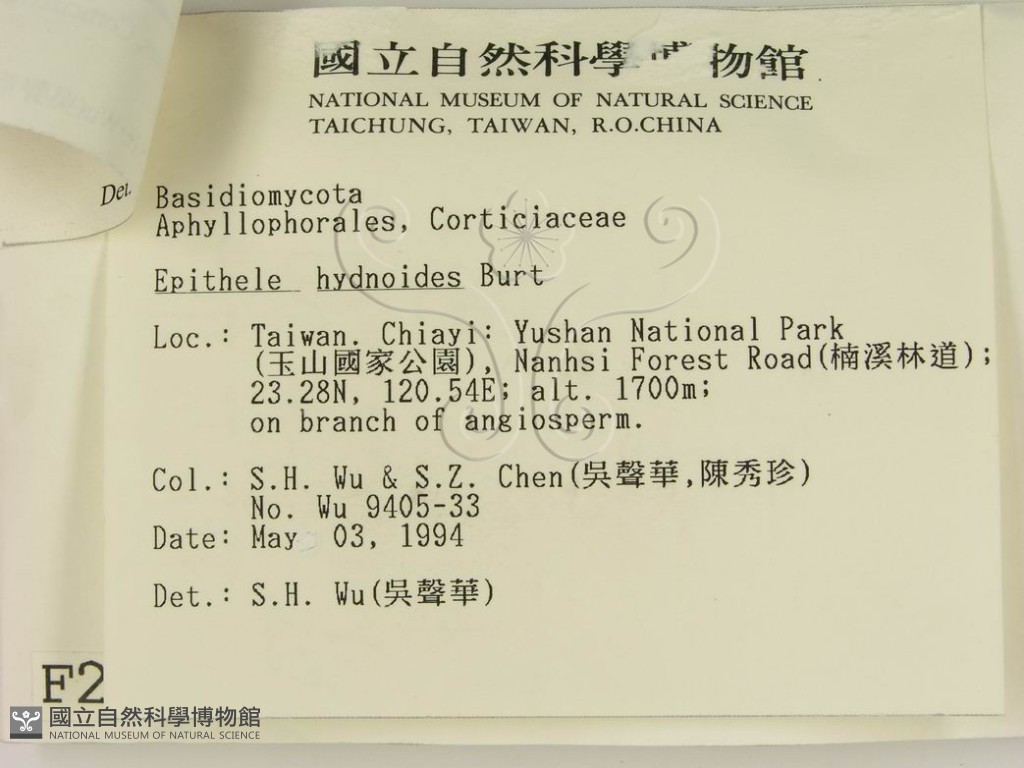 國立自然科學博物館
NATIONAL MUSEUM OF NATURAL SCIENCE
TAICHUNG, TAIWAN, R.O.CHINA
Det.
Basidiomycota
Aphyllophorales, Corticiaceae
Epithele hydnoides Burt
Loc.: Taiwan. Chiayi: Yushan National Park
(玉山國家公園), Nanhsi Forest Road(楠溪林道);
23.28N, 120.54E; alt. 1700m;
on branch of angiosperm.
Col.: S.H. Wu & S.Z. Chen(吳聲華,陳秀珍)
No. Wu 9405-33
Date: May 03, 1994
Det.: S.H. Wu(吳聲華)
F2
國立自然科學博物館
NATIONAL MUSEUM OF NATURAL SCIENCE